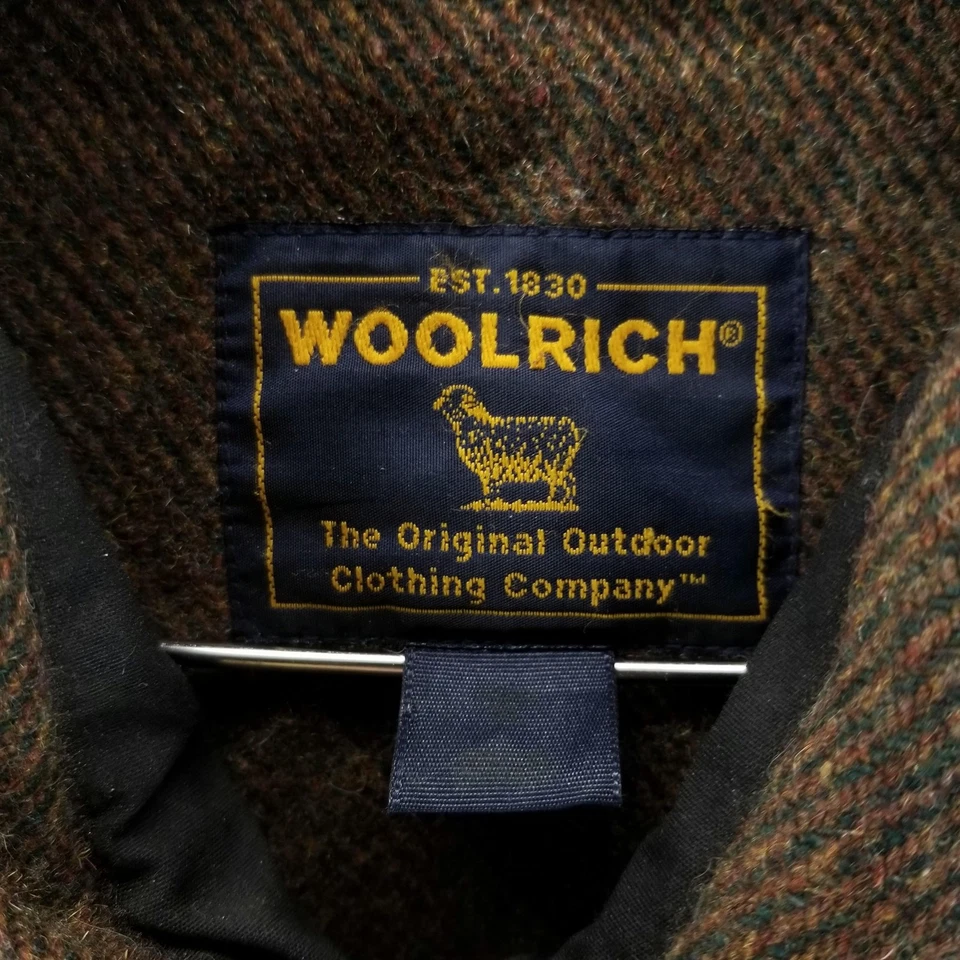 EST. 1830
WOOLRICH®
The Original Outdoor
Clothing Company™